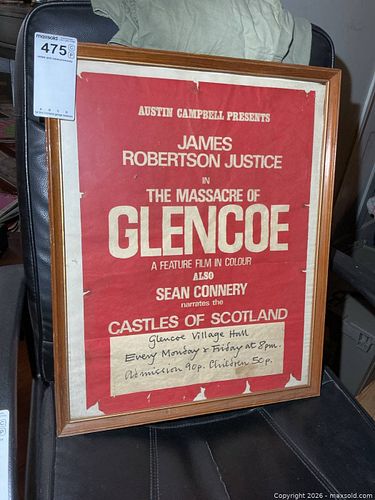 maxsold
475
AUSTIN CAMPBELL PRESENTS
JAMES
ROBERTSON JUSTICE
IN
THE MASSACRE OF
GLENCOE
A FEATURE FILM IN COLOUR
ALSO
SEAN CONNERY
narrates the
CASTLES OF SCOTLAND
Glencoe Village Hall
Every Monday & Friday at 8pm.
Admission 90p. Children 50p.
Copyright 2026 - maxsold.com